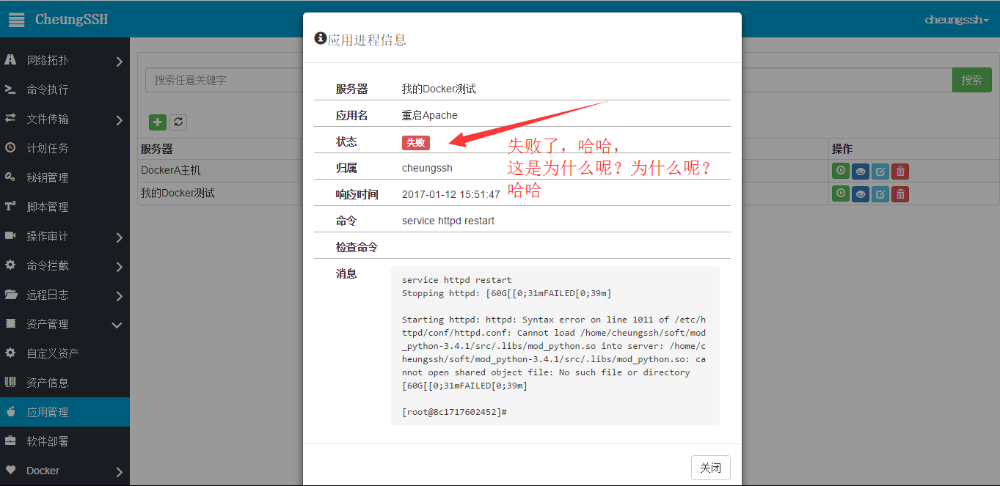 CheungSSH
cheungssh
网络拓扑
命令执行
文件传输
计划任务
秘钥管理
脚本管理
操作审计
命令拦截
远程日志
资产管理
自定义资产
资产信息
应用管理
软件部署
Docker
搜索任意关键字
搜索
服务器
操作
DockerA主机
我的Docker测试
应用进程信息
服务器 我的Docker测试
应用名 重启Apache
状态 失败
归属 cheungssh
响应时间 2017-01-12 15:51:47
命令 service httpd restart
检查命令
消息
service httpd restart
Stopping httpd: [60G[[0;31mFAILED[0;39m]
Starting httpd: httpd: Syntax error on line 1011 of /etc/h
ttpd/conf/httpd.conf: Cannot load /home/cheungssh/soft/mod
_python-3.4.1/src/.libs/mod_python.so into server: /home/c
heungssh/soft/mod_python-3.4.1/src/.libs/mod_python.so: ca
nnot open shared object file: No such file or directory
[60G[[0;31mFAILED[0;39m]
[root@8c1717602452]#
失败了，哈哈，
这是为什么呢？为什么呢？
哈哈
关闭